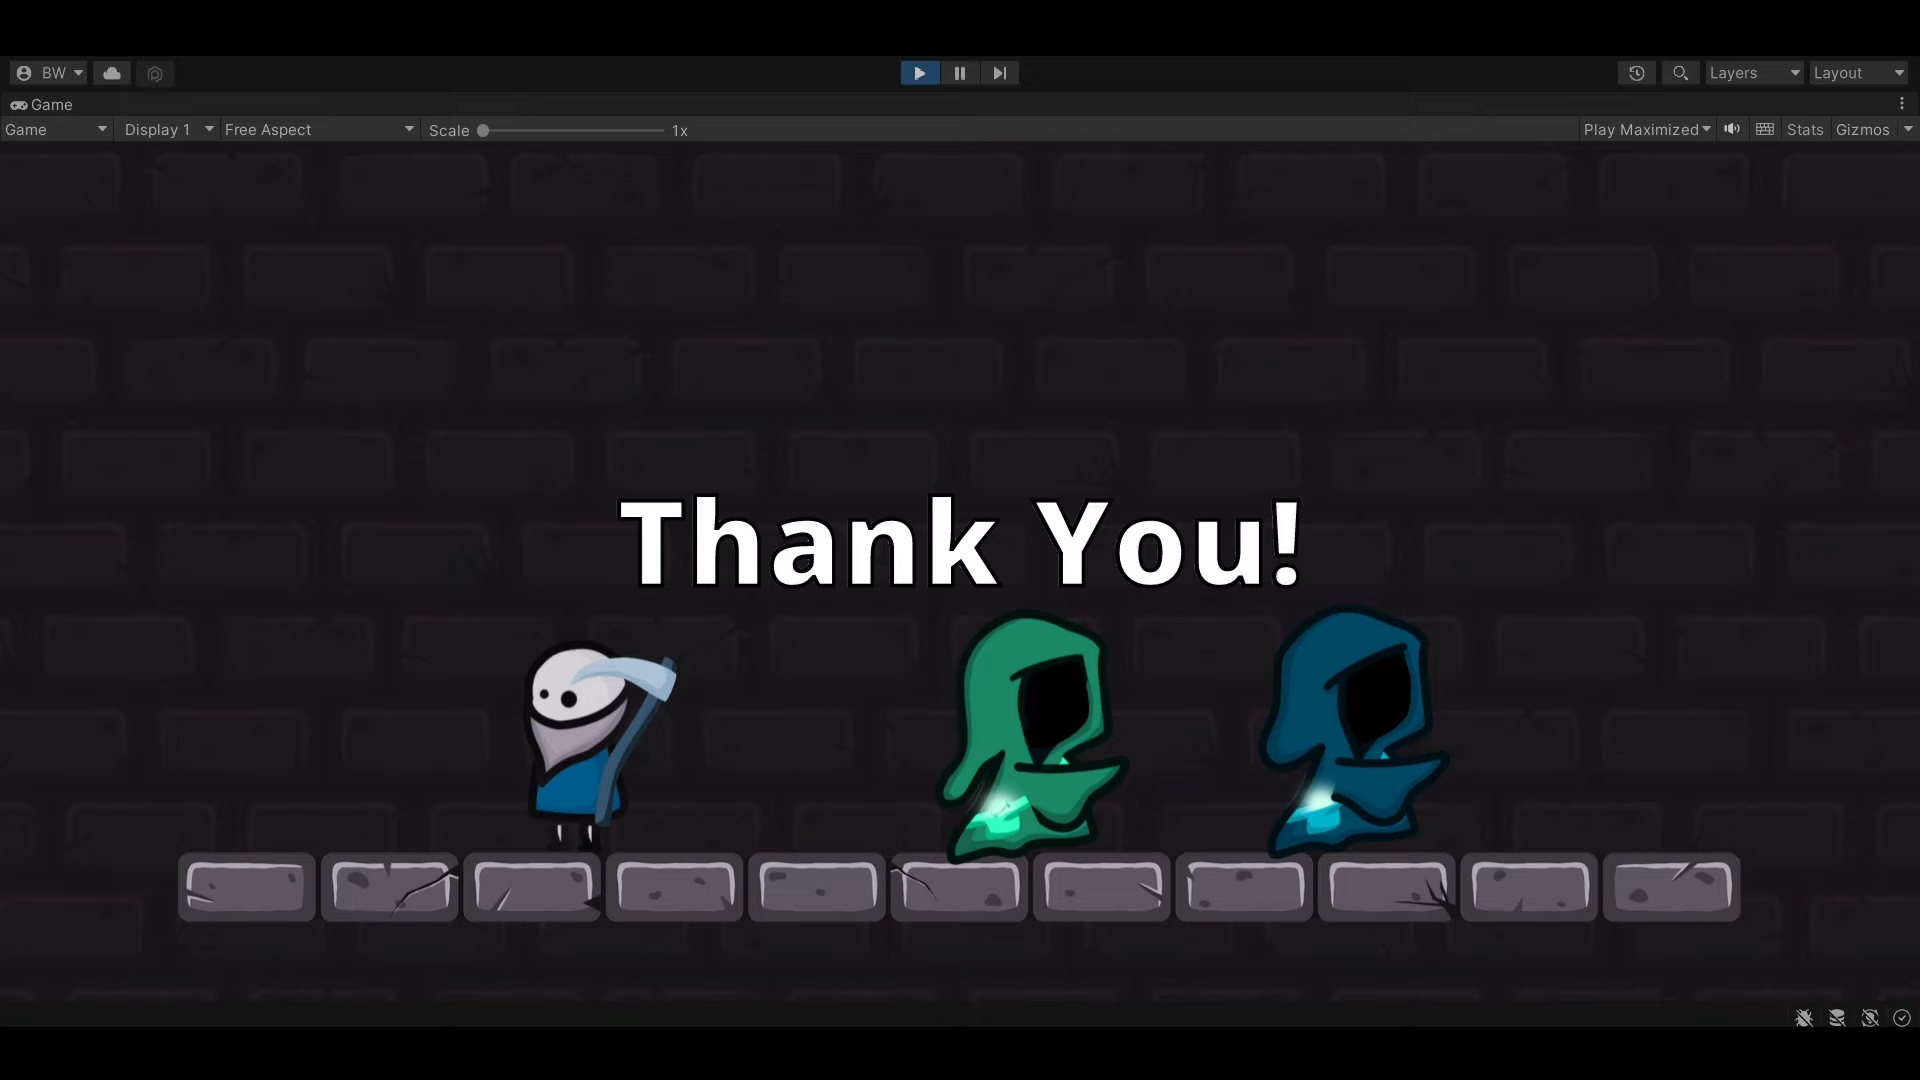 BW Layers Layout
Game
Game Display 1 Free Aspect Scale 1x Play Maximized Stats Gizmos
Thank You!